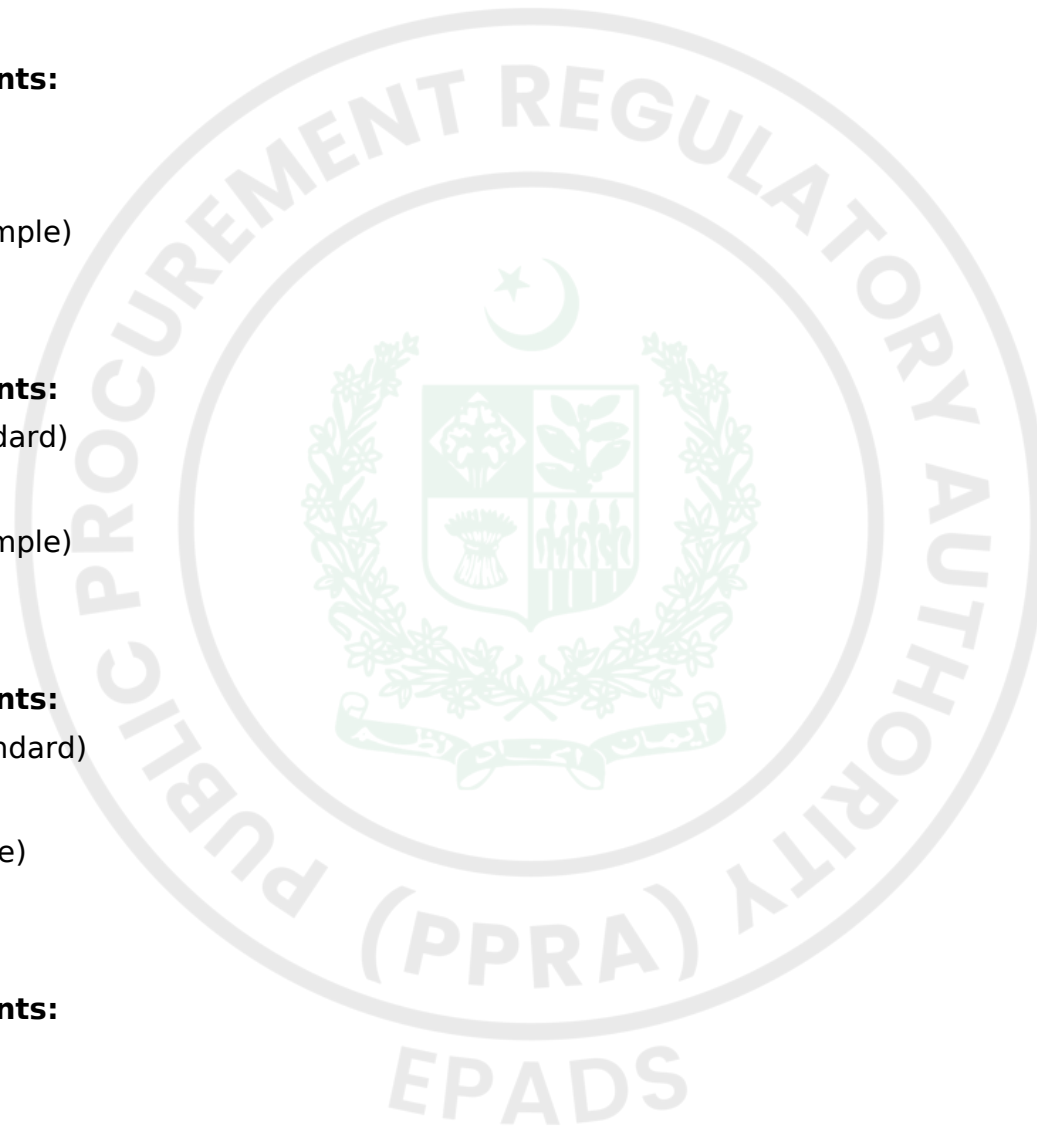 nts:
mple)
nts:
dard)
mple)
nts:
ndard)
e)
nts:
PUBLIC PROCUREMENT REGULATORY AUTHORITY
(PPRA)
EPADS